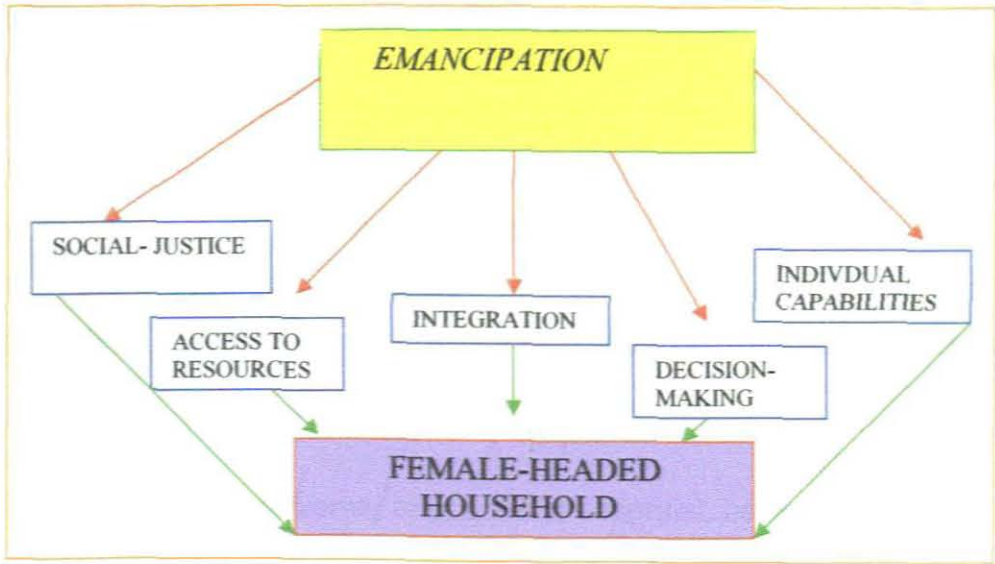 EMANCIPATION
SOCIAL- JUSTICE
ACCESS TO
RESOURCES
INTEGRATION
DECISION-
MAKING
INDIVDUAL
CAPABILITIES
FEMALE-HEADED
HOUSEHOLD